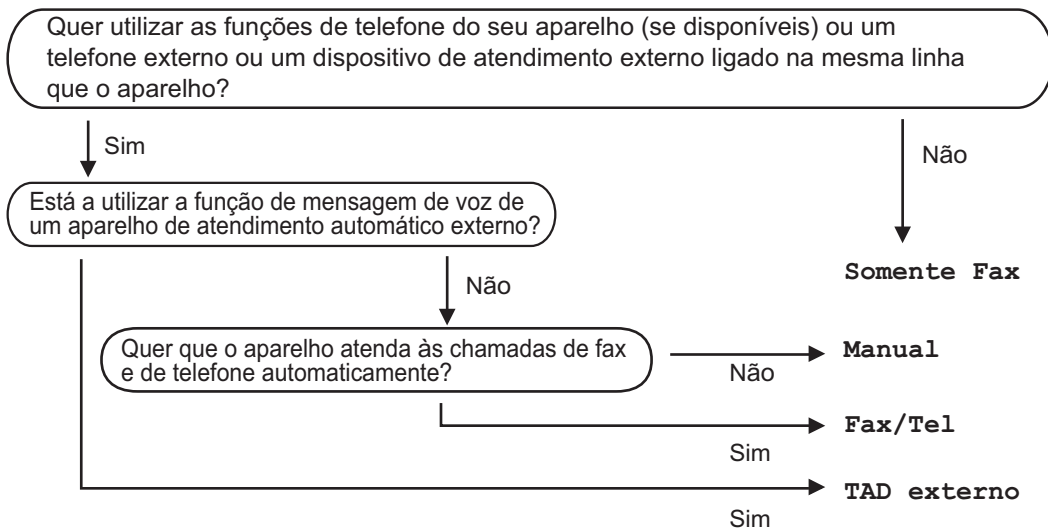 Quer utilizar as funções de telefone do seu aparelho (se disponíveis) ou um
telefone externo ou um dispositivo de atendimento externo ligado na mesma linha
que o aparelho?
Sim
Não
Está a utilizar a função de mensagem de voz de
um aparelho de atendimento automático externo?
Somente Fax
Não
Quer que o aparelho atenda às chamadas de fax
e de telefone automaticamente?
Manual
Não
Fax/Tel
Sim
TAD externo
Sim